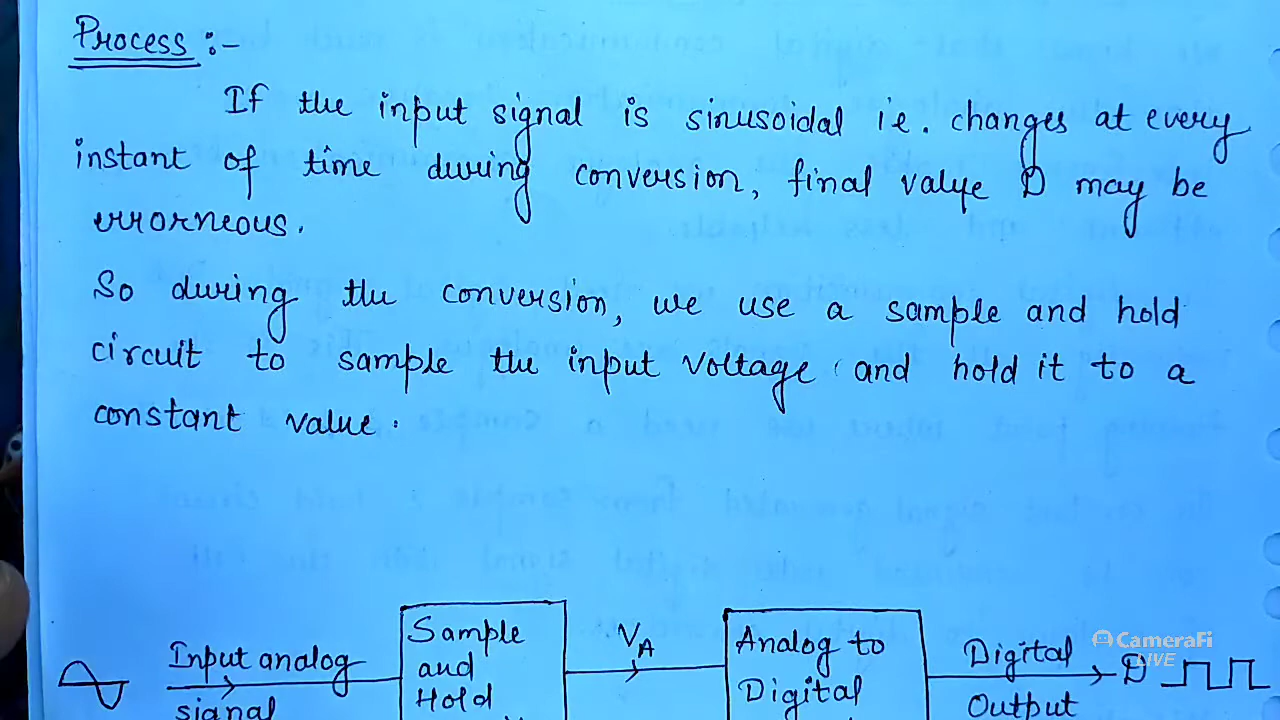 Process :-
If the input signal is sinusoidal i.e. changes at every
instant of time during conversion, final value D may be
errorneous.
So during the conversion, we use a sample and hold
circuit to sample the input voltage and hold it to a
constant value.
Input analog
signal
Sample
and
Hold
VA
Analog to
Digital
Digital
Output
D
CameraFi
LIVE